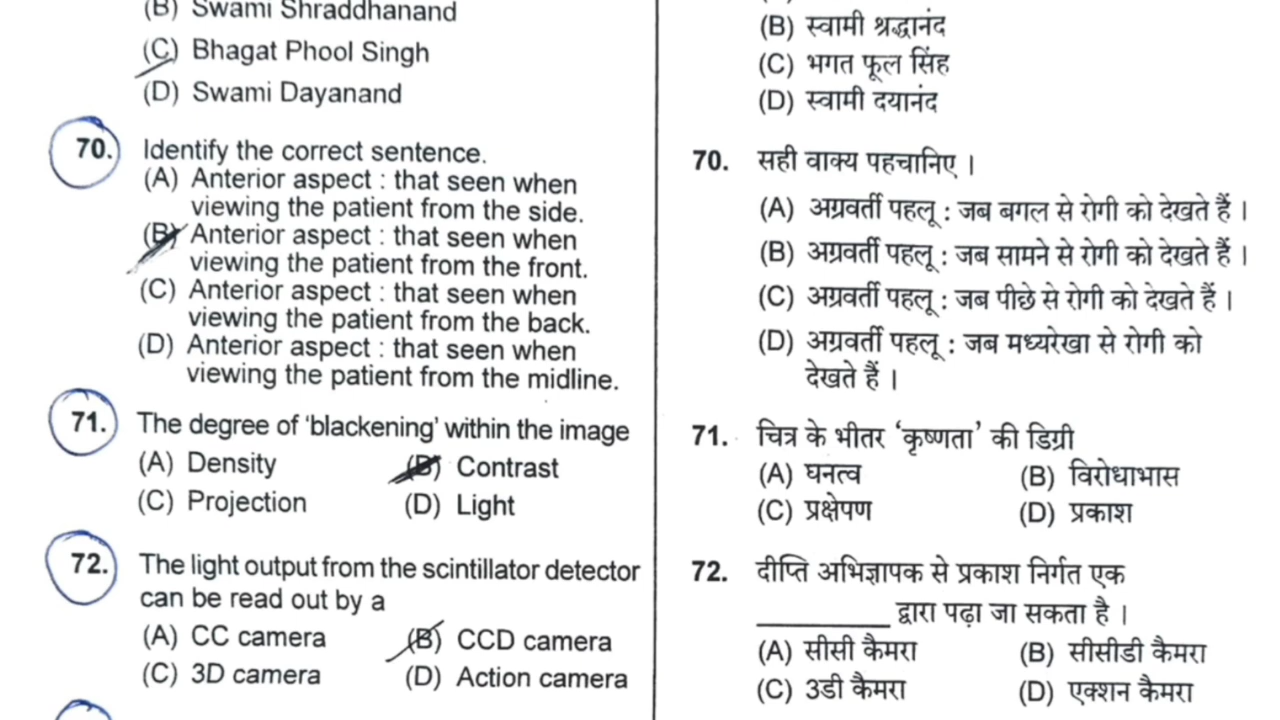 (B) Swami Shraddhanand
(C) Bhagat Phool Singh
(D) Swami Dayanand
70. Identify the correct sentence.
(A) Anterior aspect : that seen when
viewing the patient from the side.
(B) Anterior aspect : that seen when
viewing the patient from the front.
(C) Anterior aspect : that seen when
viewing the patient from the back.
(D) Anterior aspect : that seen when
viewing the patient from the midline.
71. The degree of ‘blackening’ within the image
(A) Density (B) Contrast
(C) Projection (D) Light
72. The light output from the scintillator detector
can be read out by a
(A) CC camera (B) CCD camera
(C) 3D camera (D) Action camera
(B) स्वामी श्रद्धानंद
(C) भगत फूल सिंह
(D) स्वामी दयानंद
70. सही वाक्य पहचानिए ।
(A) अग्रवर्ती पहलू : जब बगल से रोगी को देखते हैं ।
(B) अग्रवर्ती पहलू : जब सामने से रोगी को देखते हैं ।
(C) अग्रवर्ती पहलू : जब पीछे से रोगी को देखते हैं ।
(D) अग्रवर्ती पहलू : जब मध्यरेखा से रोगी को
देखते हैं ।
71. चित्र के भीतर ‘कृष्णता’ की डिग्री
(A) घनत्व (B) विरोधाभास
(C) प्रक्षेपण (D) प्रकाश
72. दीप्ति अभिज्ञापक से प्रकाश निर्गत एक
__________ द्वारा पढ़ा जा सकता है ।
(A) सीसी कैमरा (B) सीसीडी कैमरा
(C) 3डी कैमरा (D) एक्शन कैमरा